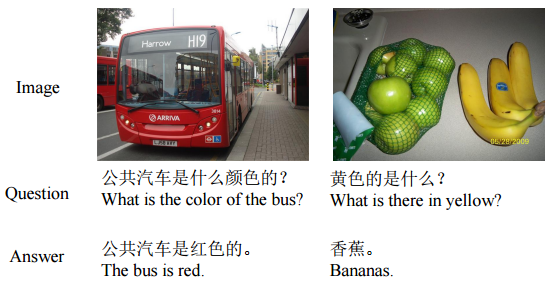 Image
Harrow H19
ARRIVA
3814
05/28/2009
Question
公共汽车是什么颜色的？
What is the color of the bus?
黄色的是什么？
What is there in yellow?
Answer
公共汽车是红色的。
The bus is red.
香蕉。
Bananas.